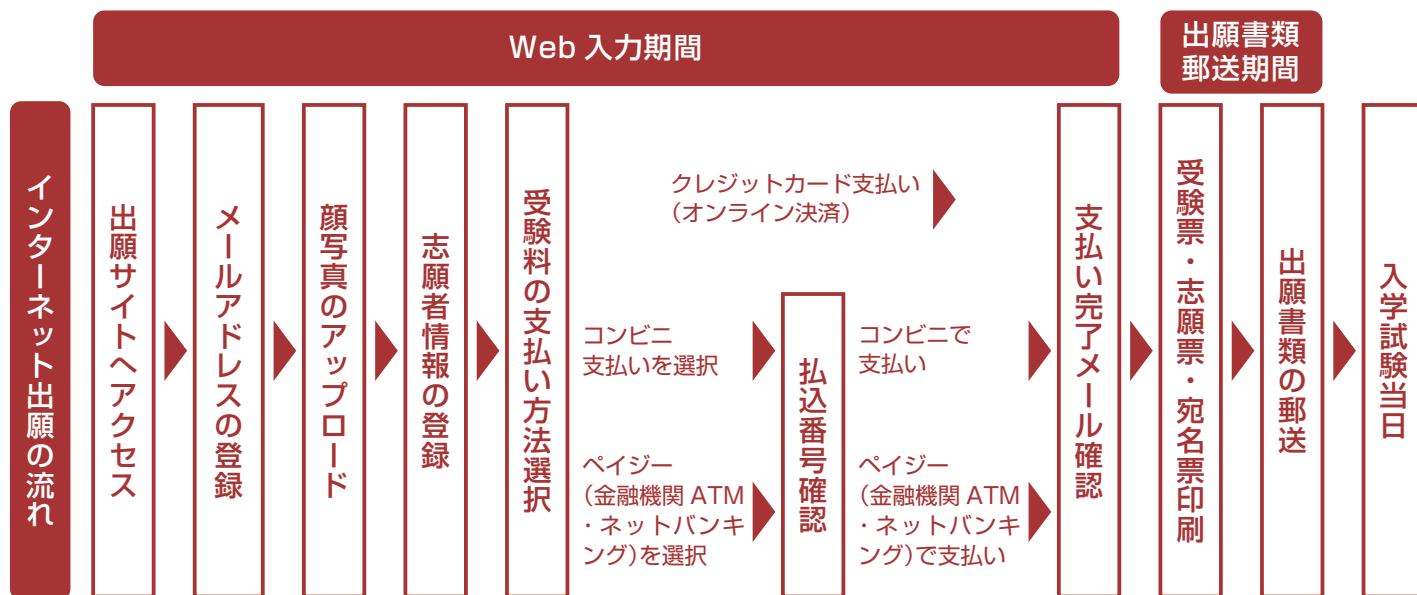 Web 入力期間
出願書類
郵送期間
インターネット出願の流れ
出願サイトへアクセス
メールアドレスの登録
顔写真のアップロード
志願者情報の登録
受験料の支払い方法選択
クレジットカード支払い
（オンライン決済）
コンビニ
支払いを選択
ペイジー
（金融機関 ATM
・ネットバンキ
ング）を選択
払込番号確認
コンビニで
支払い
ペイジー
（金融機関 ATM
・ネットバンキ
ング）で支払い
支払い完了メール確認
受験票・志願票・宛名票印刷
出願書類の郵送
入学試験当日